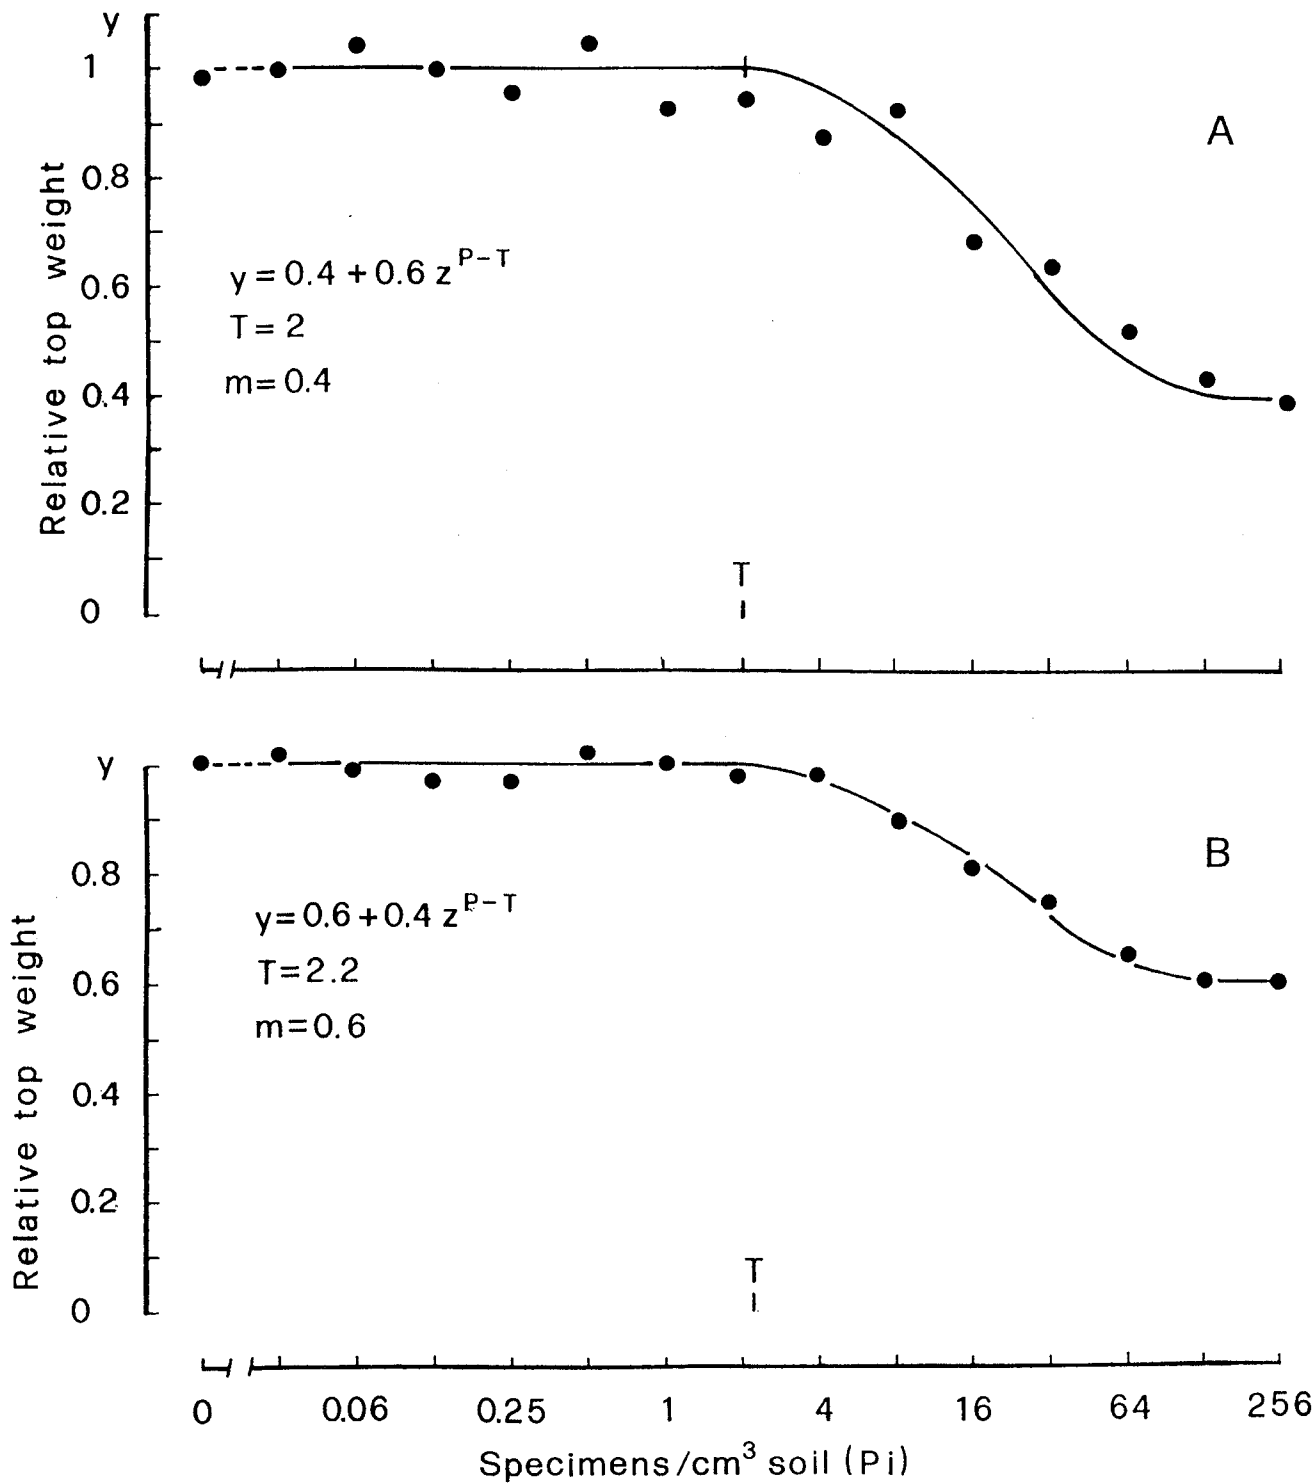 y
1
A
0.8
0.6
0.4
0.2
0
Relative top weight
y = 0.4 + 0.6 z^P-T
T = 2
m = 0.4
T
y
B
0.8
0.6
0.4
0.2
0
Relative top weight
y = 0.6 + 0.4 z^P-T
T = 2.2
m = 0.6
T
0 0.06 0.25 1 4 16 64 256
Specimens/cm³ soil (Pi)